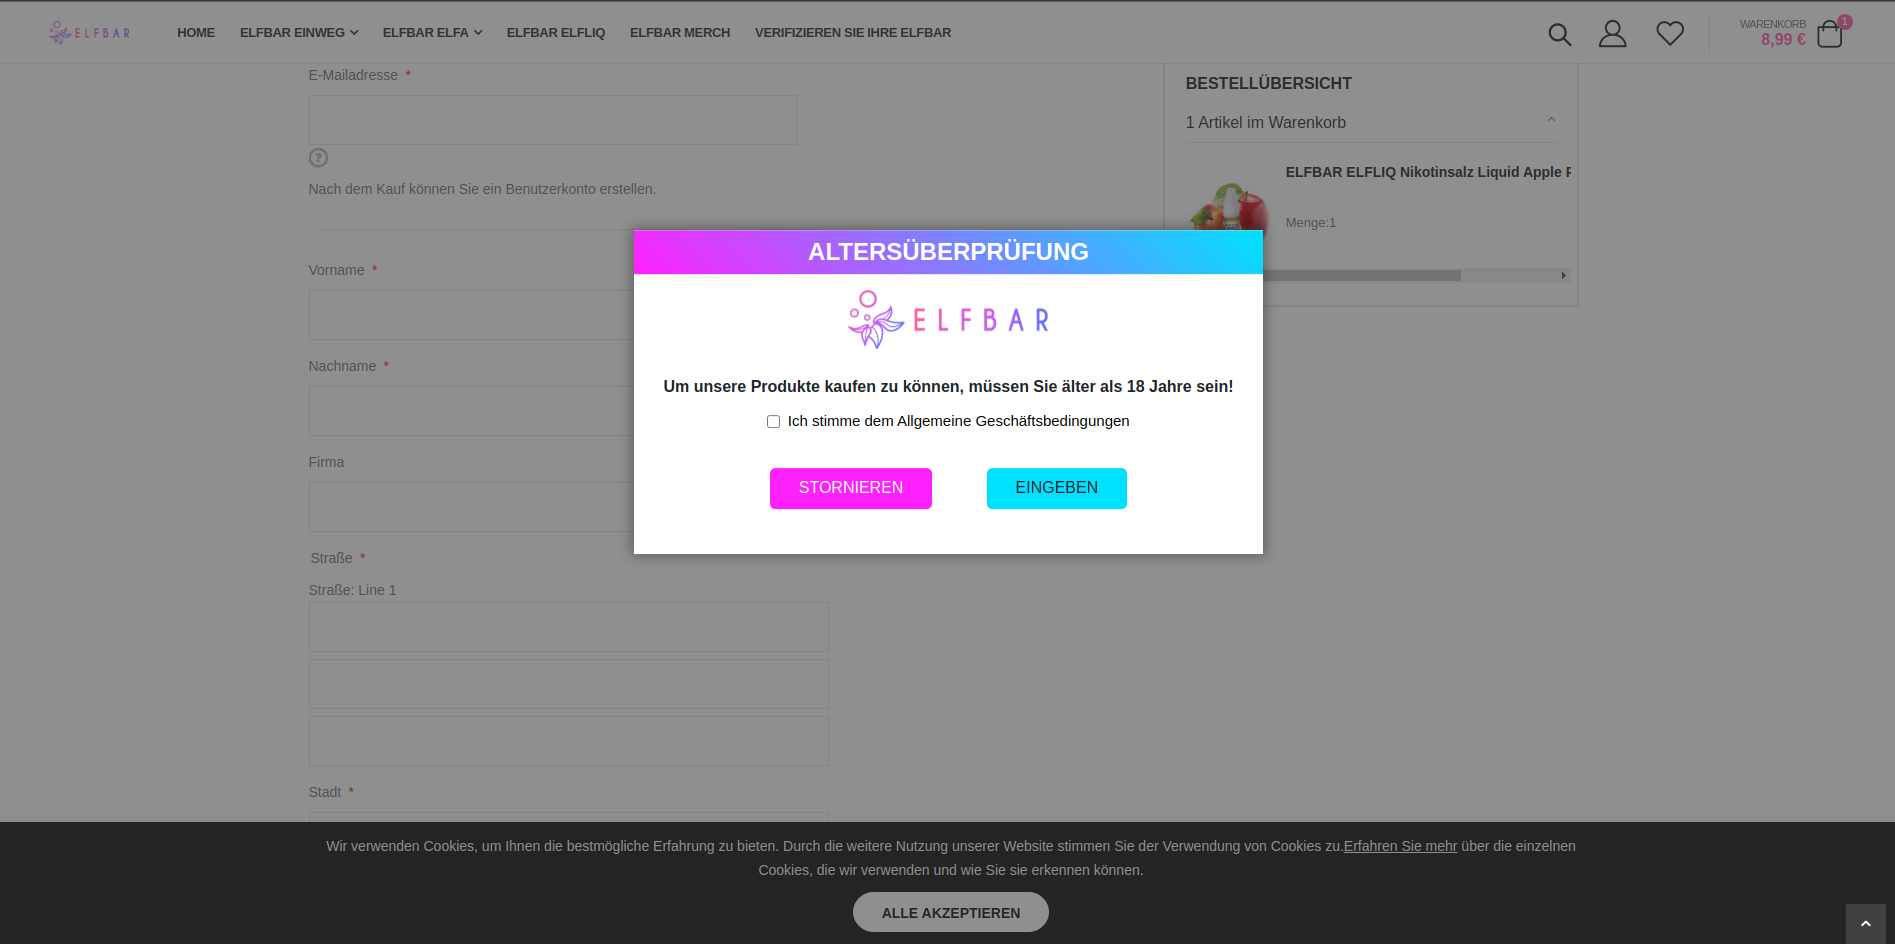 ELFBAR
HOME
ELFBAR EINWEG
ELFBAR ELFA
ELFBAR ELFLIQ
ELFBAR MERCH
VERIFIZIEREN SIE IHRE ELFBAR
WARENKORB
8,99 €
1
E-Mailadresse *
?
Nach dem Kauf können Sie ein Benutzerkonto erstellen.
Vorname *
Nachname *
Firma
Straße *
Straße: Line 1
Stadt *
BESTELLÜBERSICHT
1 Artikel im Warenkorb
ELFBAR ELFLIQ Nikotinsalz Liquid Apple
Menge:1
ALTERSÜBERPRÜFUNG
ELFBAR
Um unsere Produkte kaufen zu können, müssen Sie älter als 18 Jahre sein!
Ich stimme dem Allgemeine Geschäftsbedingungen
STORNIEREN
EINGEBEN
Wir verwenden Cookies, um Ihnen die bestmögliche Erfahrung zu bieten. Durch die weitere Nutzung unserer Website stimmen Sie der Verwendung von Cookies zu.Erfahren Sie mehr über die einzelnen
Cookies, die wir verwenden und wie Sie sie erkennen können.
ALLE AKZEPTIEREN